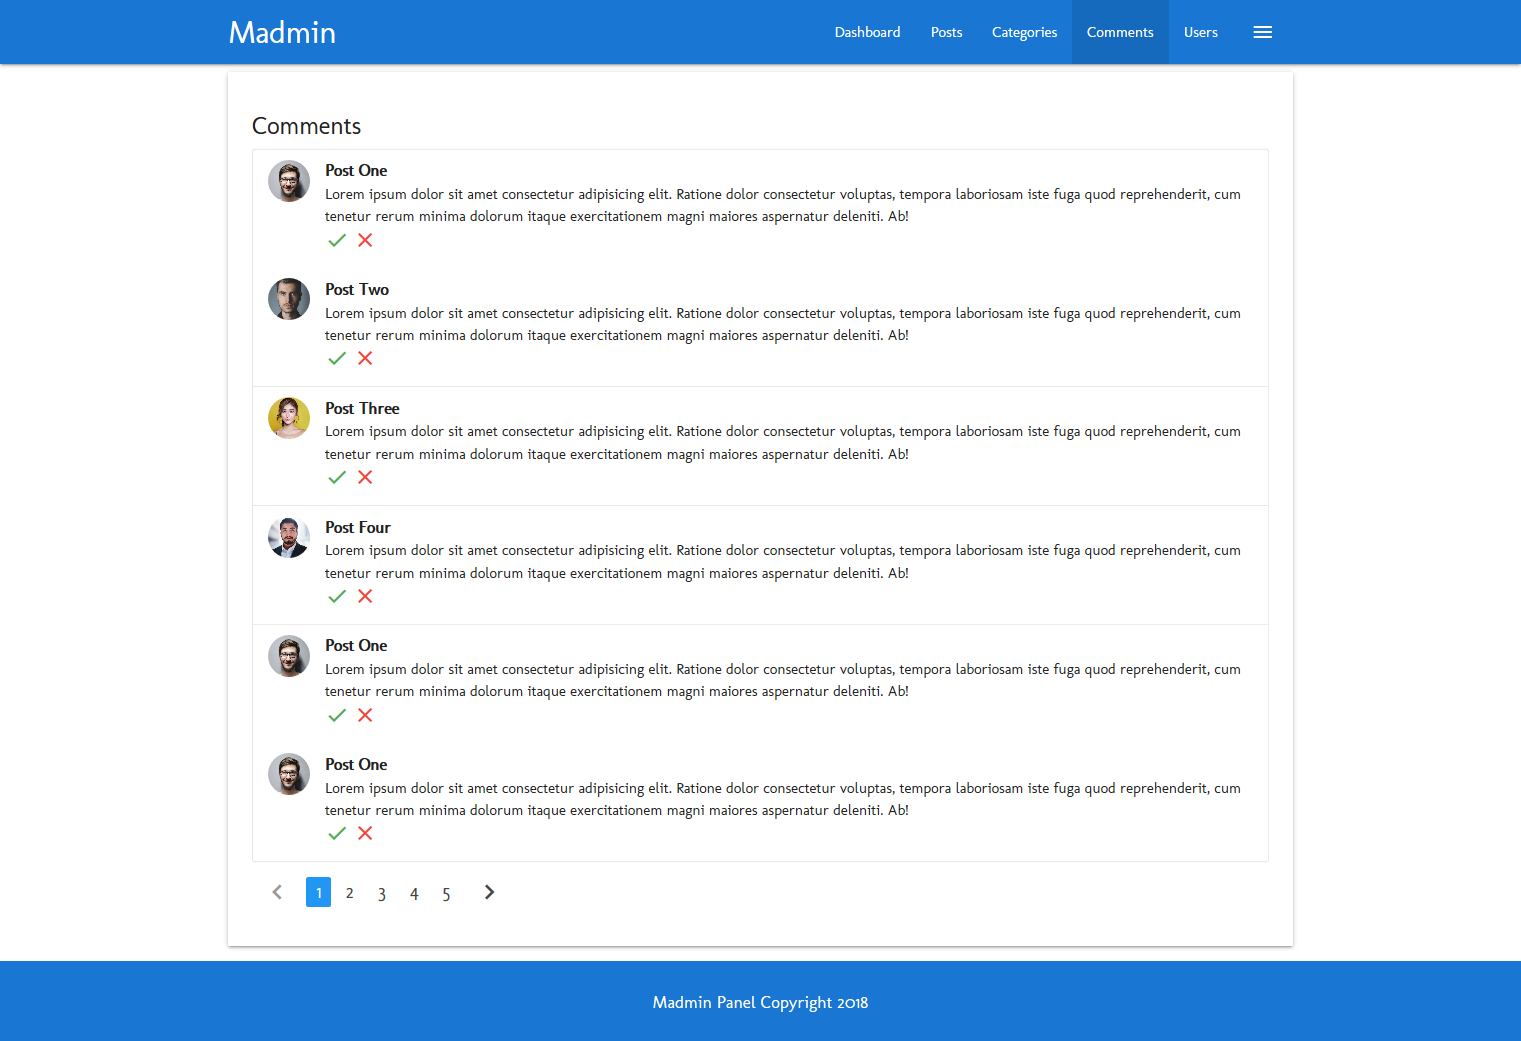 Madmin
Dashboard Posts Categories Comments Users
Comments
Post One
Lorem ipsum dolor sit amet consectetur adipisicing elit. Ratione dolor consectetur voluptas, tempora laboriosam iste fuga quod reprehenderit, cum
tenetur rerum minima dolorum itaque exercitationem magni maiores aspernatur deleniti. Ab!
Post Two
Lorem ipsum dolor sit amet consectetur adipisicing elit. Ratione dolor consectetur voluptas, tempora laboriosam iste fuga quod reprehenderit, cum
tenetur rerum minima dolorum itaque exercitationem magni maiores aspernatur deleniti. Ab!
Post Three
Lorem ipsum dolor sit amet consectetur adipisicing elit. Ratione dolor consectetur voluptas, tempora laboriosam iste fuga quod reprehenderit, cum
tenetur rerum minima dolorum itaque exercitationem magni maiores aspernatur deleniti. Ab!
Post Four
Lorem ipsum dolor sit amet consectetur adipisicing elit. Ratione dolor consectetur voluptas, tempora laboriosam iste fuga quod reprehenderit, cum
tenetur rerum minima dolorum itaque exercitationem magni maiores aspernatur deleniti. Ab!
Post One
Lorem ipsum dolor sit amet consectetur adipisicing elit. Ratione dolor consectetur voluptas, tempora laboriosam iste fuga quod reprehenderit, cum
tenetur rerum minima dolorum itaque exercitationem magni maiores aspernatur deleniti. Ab!
Post One
Lorem ipsum dolor sit amet consectetur adipisicing elit. Ratione dolor consectetur voluptas, tempora laboriosam iste fuga quod reprehenderit, cum
tenetur rerum minima dolorum itaque exercitationem magni maiores aspernatur deleniti. Ab!
1 2 3 4 5
Madmin Panel Copyright 2018